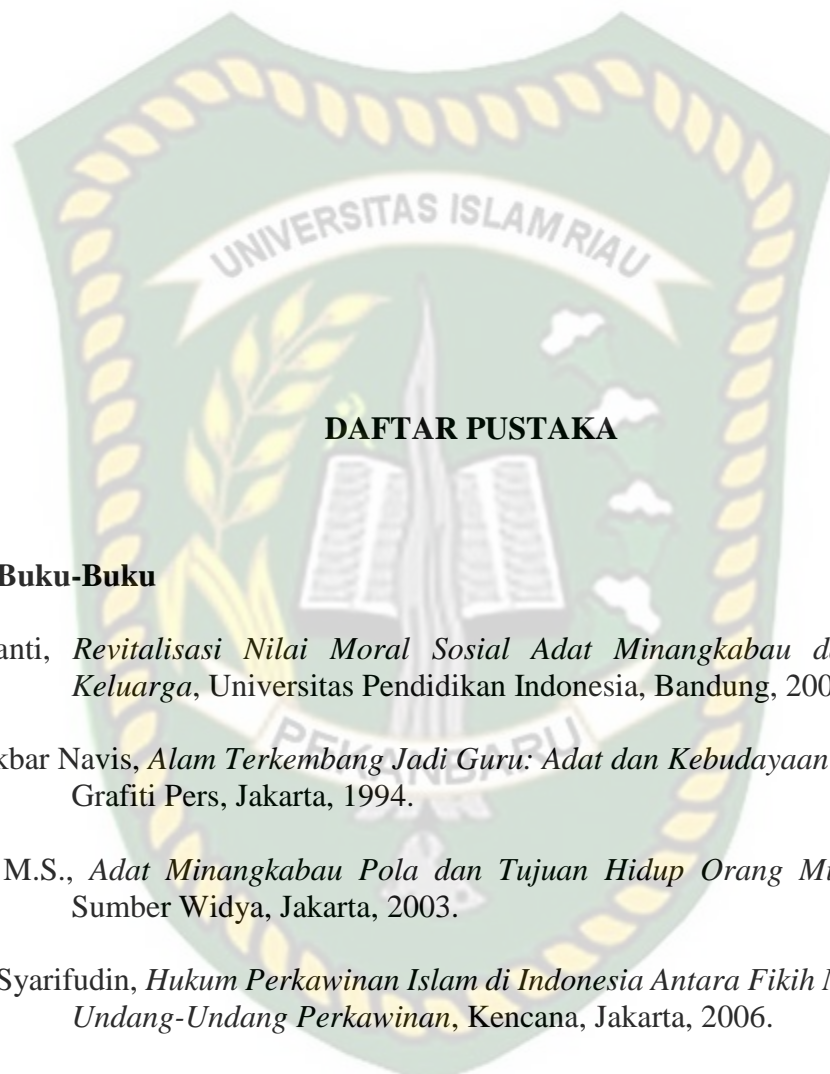 UNIVERSITAS ISLAM RIAU
DAFTAR PUSTAKA
Buku-Buku
anti, Revitalisasi Nilai Moral Sosial Adat Minangkabau d
Keluarga, Universitas Pendidikan Indonesia, Bandung, 200
kbar Navis, Alam Terkembang Jadi Guru: Adat dan Kebudayaan
Grafiti Pers, Jakarta, 1994.
PEKANBARU
M.S., Adat Minangkabau Pola dan Tujuan Hidup Orang M
Sumber Widya, Jakarta, 2003.
Syarifudin, Hukum Perkawinan Islam di Indonesia Antara Fikih
Undang-Undang Perkawinan, Kencana, Jakarta, 2006.